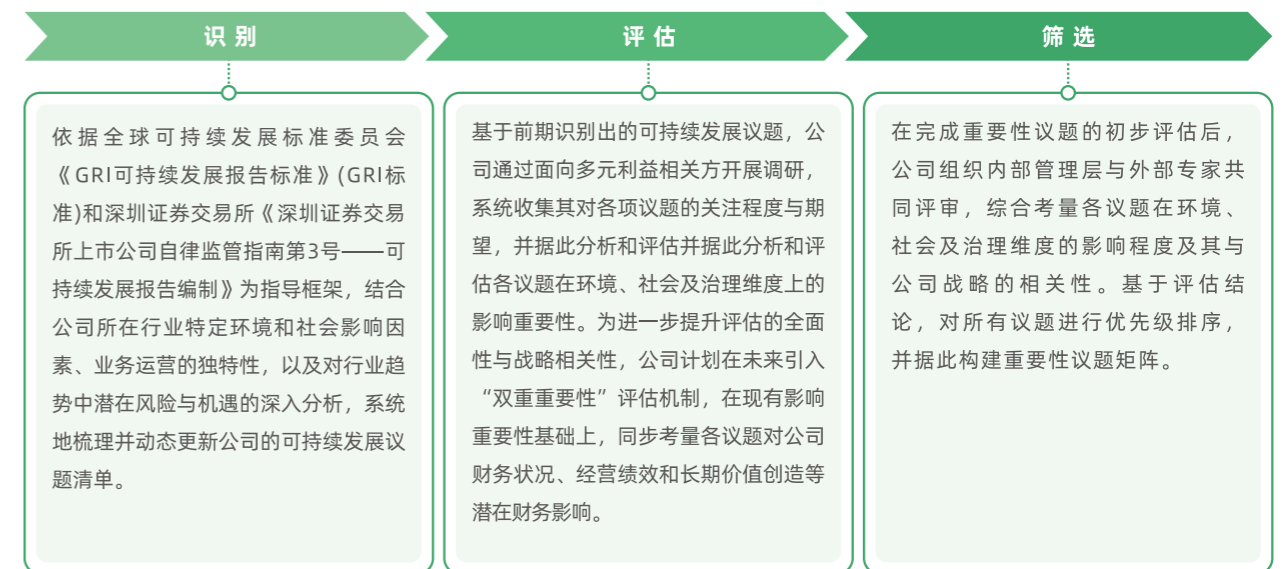 识别
评估
筛选
依据全球可持续发展标准委员会
《GRI可持续发展报告标准》(GRI标
准)和深圳证券交易所《深圳证券交易
所上市公司自律监管指南第3号——可
持续发展报告编制》为指导框架，结合
公司所在行业特定环境和社会影响因
素、业务运营的独特性，以及对行业趋
势中潜在风险与机遇的深入分析，系统
地梳理并动态更新公司的可持续发展议
题清单。
基于前期识别出的可持续发展议题，公
司通过面向多元利益相关方开展调研，
系统收集其对各项议题的关注程度与期
望，并据此分析和评估并据此分析和评
估各议题在环境、社会及治理维度上的
影响重要性。为进一步提升评估的全面
性与战略相关性，公司计划在未来引入
“双重重要性”评估机制，在现有影响
重要性基础上，同步考量各议题对公司
财务状况、经营绩效和长期价值创造等
潜在财务影响。
在完成重要性议题的初步评估后，
公司组织内部管理层与外部专家共
同评审，综合考量各议题在环境、
社会及治理维度的影响程度及其与
公司战略的相关性。基于评估结
论，对所有议题进行优先级排序，
并据此构建重要性议题矩阵。